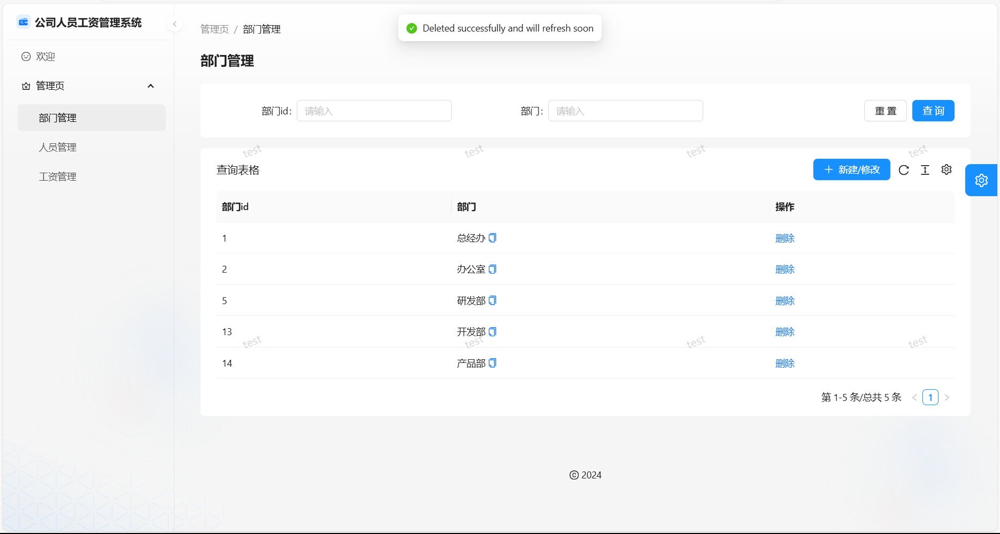 公司人员工资管理系统
欢迎
管理页
部门管理
人员管理
工资管理
管理页 / 部门管理
Deleted successfully and will refresh soon
部门管理
部门id: 请输入 部门: 请输入 重 置 查 询
test test test test
查询表格 新建/修改
部门id 部门 操作
1 总经办 删除
2 办公室 删除
5 研发部 删除
13 开发部 删除
test test test test
14 产品部 删除
第 1-5 条/总共 5 条 < 1 >
© 2024